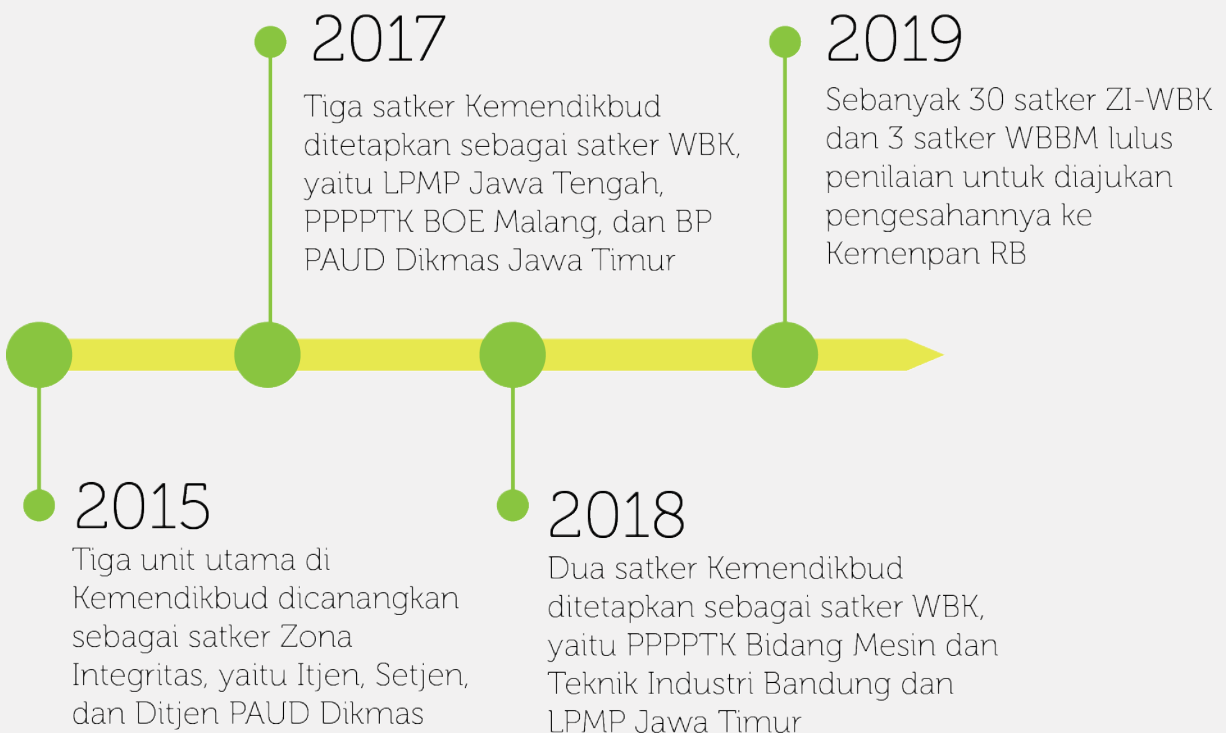 2017
Tiga satker Kemendikbud
ditetapkan sebagai satker WBK,
yaitu LPMP Jawa Tengah,
PPPPTK BOE Malang, dan BP
PAUD Dikmas Jawa Timur
2019
Sebanyak 30 satker ZI-WBK
dan 3 satker WBBM lulus
penilaian untuk diajukan
pengesahannya ke
Kemenpan RB
2015
Tiga unit utama di
Kemendikbud dicanangkan
sebagai satker Zona
Integritas, yaitu Itjen, Setjen,
dan Ditjen PAUD Dikmas
2018
Dua satker Kemendikbud
ditetapkan sebagai satker WBK,
yaitu PPPPTK Bidang Mesin dan
Teknik Industri Bandung dan
LPMP Jawa Timur